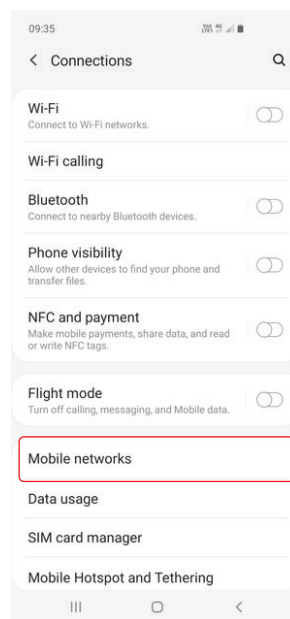 09:35
Connections
Wi-Fi
Connect to Wi-Fi networks.
Wi-Fi calling
Bluetooth
Connect to nearby Bluetooth devices.
Phone visibility
Allow other devices to find your phone and
transfer files.
NFC and payment
Make mobile payments, share data, and read
or write NFC tags.
Flight mode
Turn off calling, messaging, and Mobile data.
Mobile networks
Data usage
SIM card manager
Mobile Hotspot and Tethering